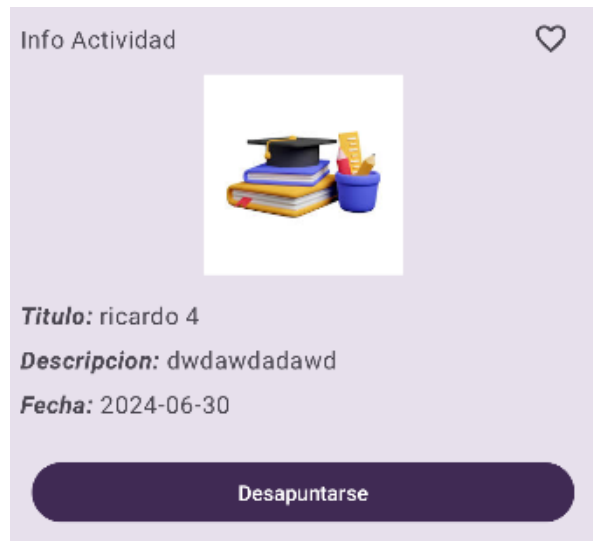 Info Actividad
Titulo: ricardo 4
Descripcion: dwdawdadawd
Fecha: 2024-06-30
Desapuntarse